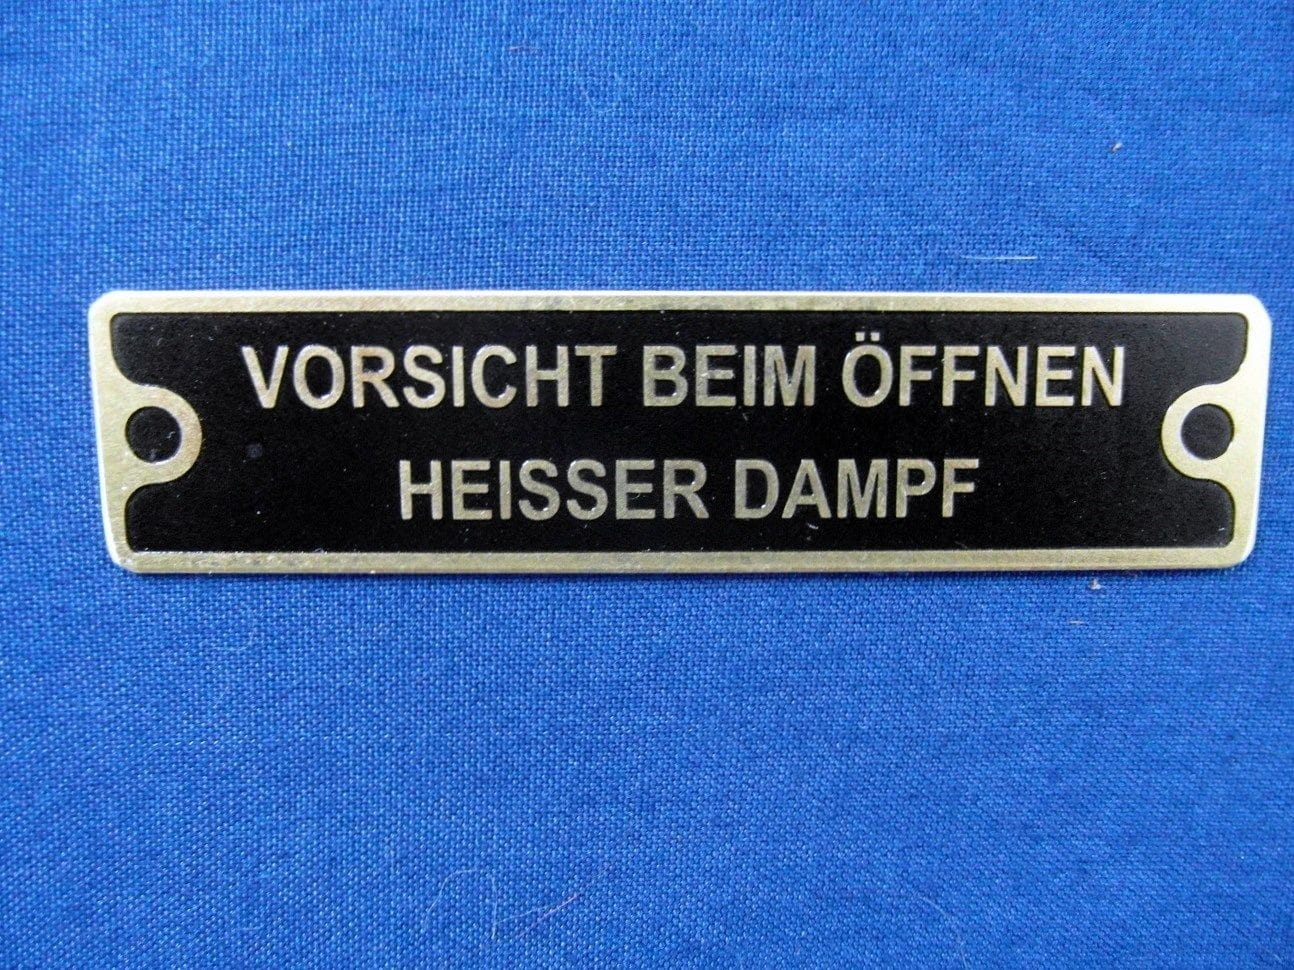 VORSICHT BEIM ÖFFNEN
HEISSER DAMPF